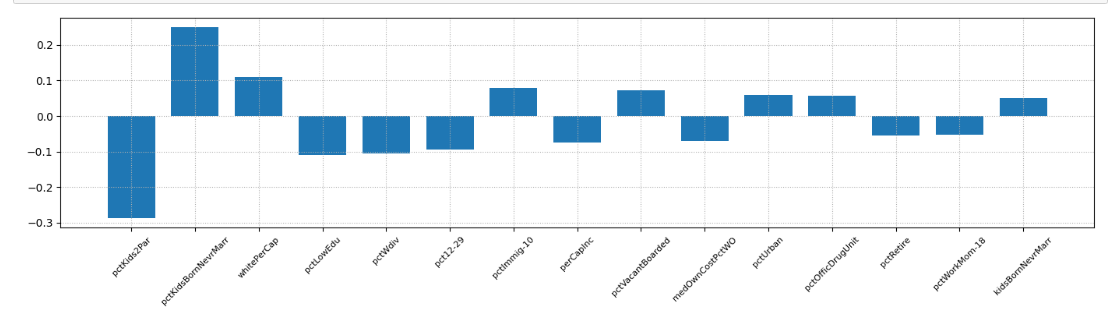 0.2
0.1
0.0
−0.1
−0.2
−0.3
pctKids2Par
pctKidsBornNevrMarr
whitePerCap
pctLowEdu
pctWdiv
pct12-29
pctImmig-10
perCapInc
pctVacantBoarded
medOwnCostPctWO
pctUrban
pctOfficDrugUnit
pctRetire
pctWorkMom-18
kidsBornNevrMarr